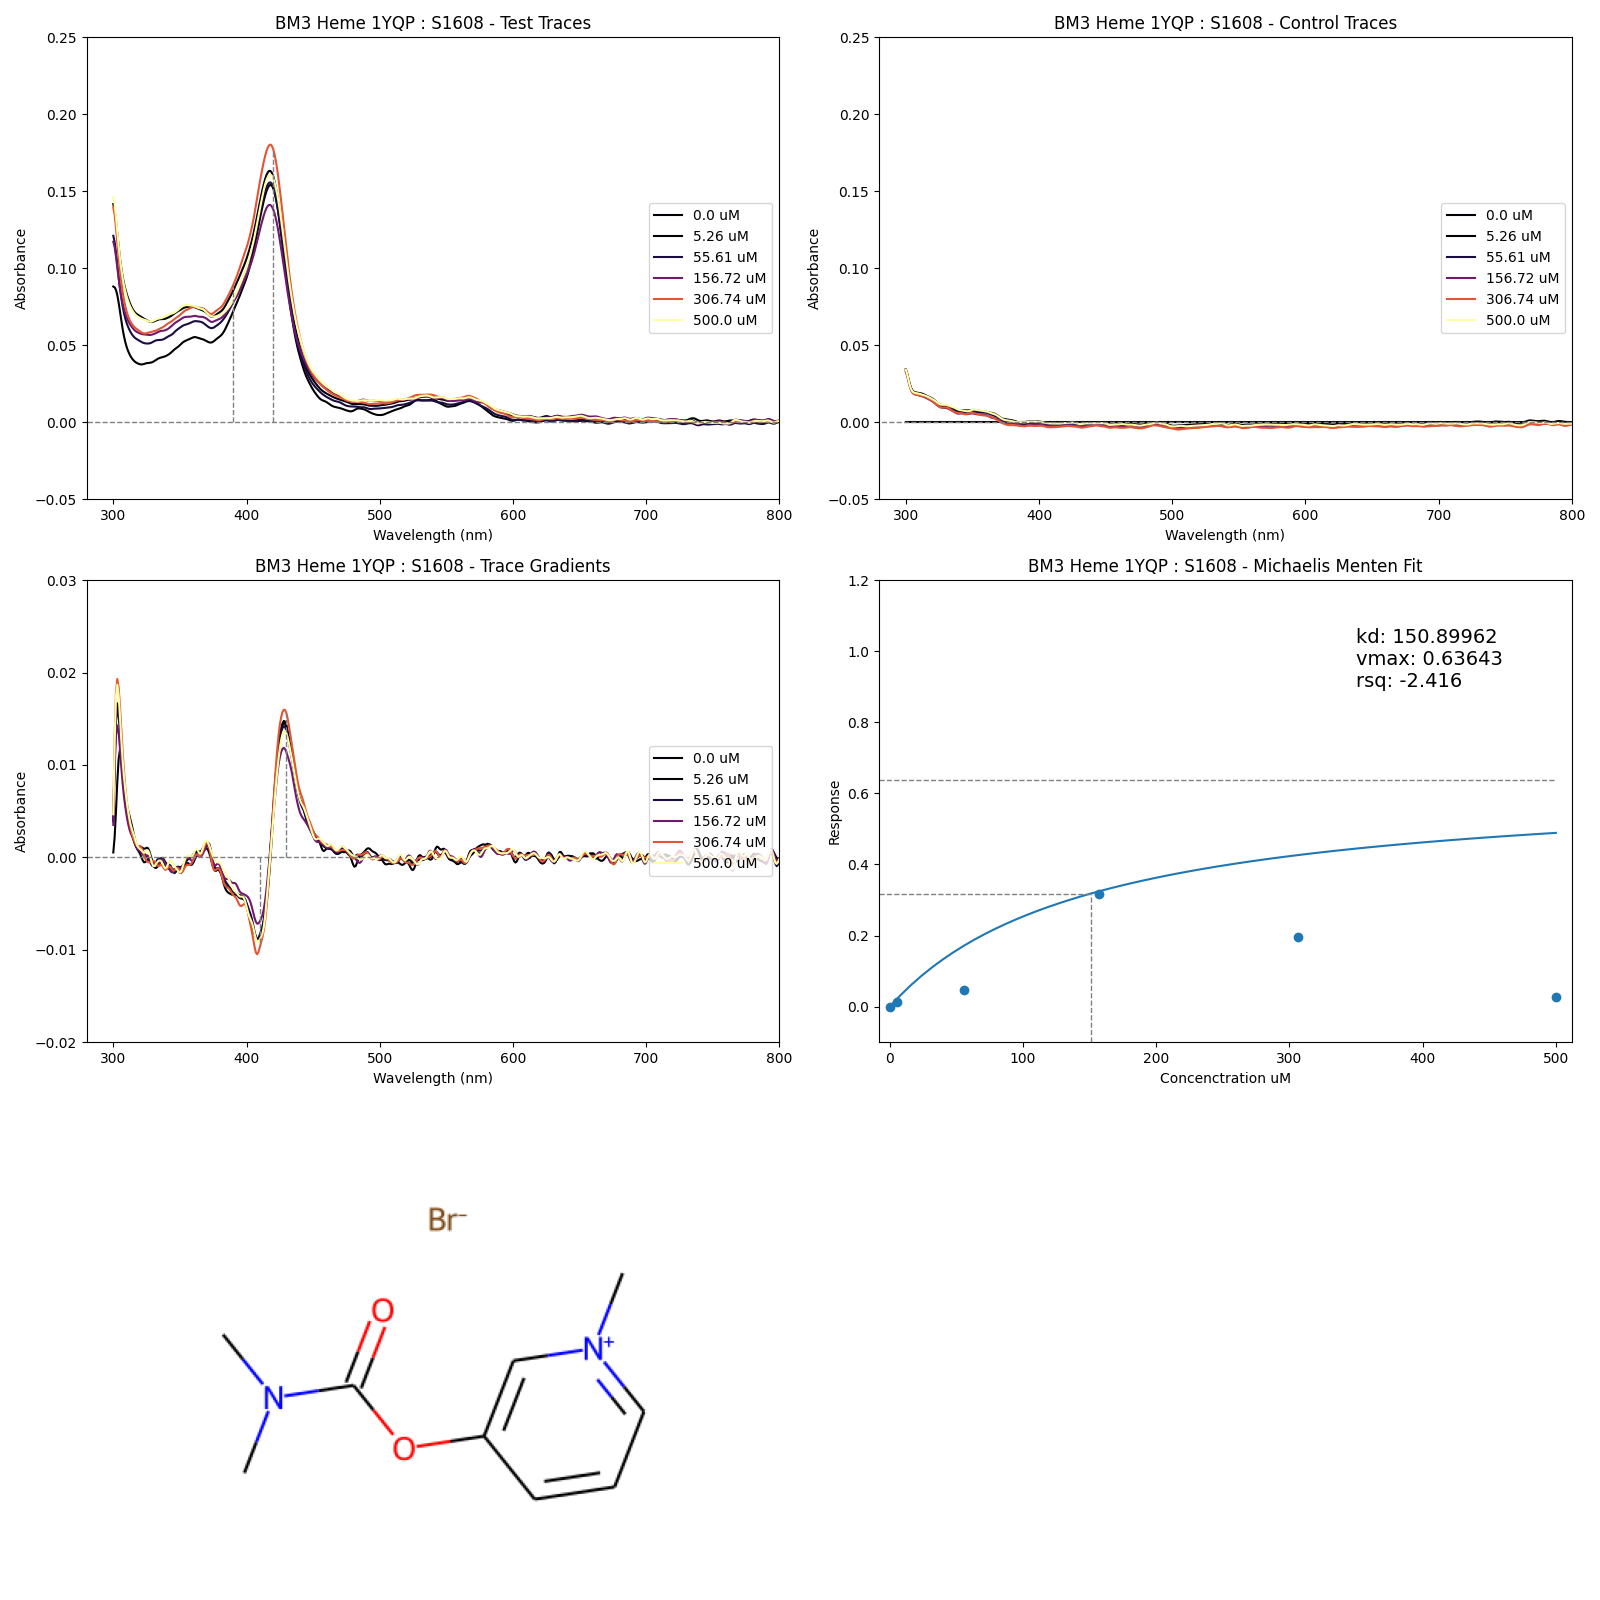 BM3 Heme 1YQP : S1608 - Test Traces
0.25
0.20
0.15
0.10
0.05
0.00
−0.05
Absorbance
300
400
500
600
700
800
Wavelength (nm)
0.0 uM
5.26 uM
55.61 uM
156.72 uM
306.74 uM
500.0 uM
BM3 Heme 1YQP : S1608 - Control Traces
0.25
0.20
0.15
0.10
0.05
0.00
−0.05
Absorbance
300
400
500
600
700
800
Wavelength (nm)
0.0 uM
5.26 uM
55.61 uM
156.72 uM
306.74 uM
500.0 uM
BM3 Heme 1YQP : S1608 - Trace Gradients
0.03
0.02
0.01
0.00
−0.01
−0.02
Absorbance
300
400
500
600
700
800
Wavelength (nm)
0.0 uM
5.26 uM
55.61 uM
156.72 uM
306.74 uM
500.0 uM
BM3 Heme 1YQP : S1608 - Michaelis Menten Fit
1.2
1.0
0.8
0.6
0.4
0.2
0.0
Response
kd: 150.89962
vmax: 0.63643
rsq: -2.416
0
100
200
300
400
500
Concenctration uM
Br⁻
O
N⁺
N
O